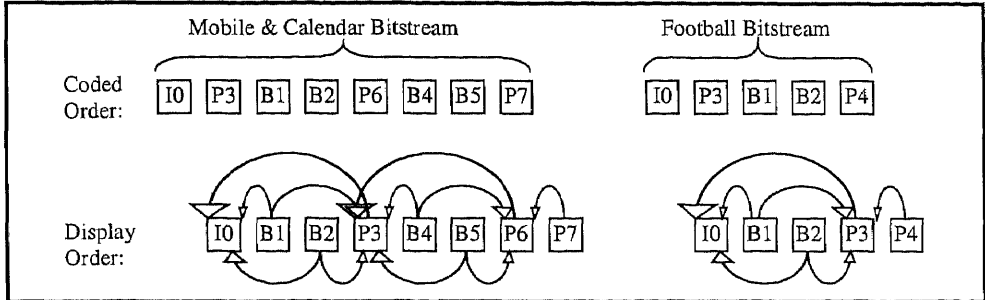 Mobile & Calendar Bitstream Football Bitstream
Coded Order: I0 P3 B1 B2 P6 B4 B5 P7 I0 P3 B1 B2 P4
Display Order: I0 B1 B2 P3 B4 B5 P6 P7 I0 B1 B2 P3 P4